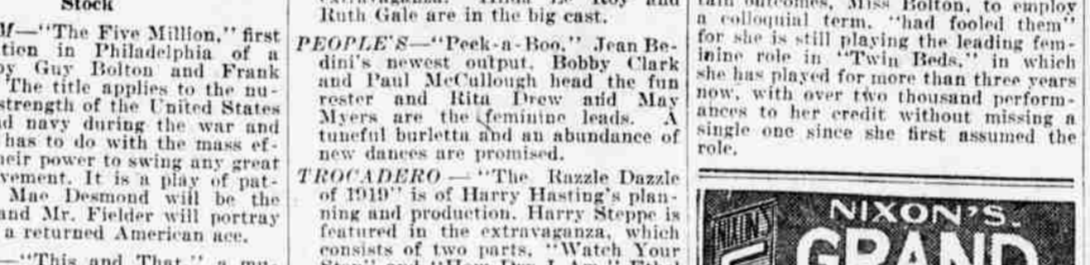 Stock
M—"The Five Million," first
tion in Philadelphia of a
by Guy Bolton and Frank
The title applies to the nu-
strength of the United States
d navy during the war and
has to do with the mass ef-
heir power to swing any great
vement. It is a play of pat-
Mae Desmond will be the
and Mr. Fielder will portray
a returned American ace.
—"This and That," a mu-
Ruth Gale are in the big cast.
PEOPLE'S—"Peek-a-Boo," Jean Be-
dini's newest output. Bobby Clark
and Paul McCullough head the fun
roster and Rita Drew and May
Myers are the feminine leads. A
tuneful burletta and an abundance of
new dances are promised.
TROCADERO—"The Razzle Dazzle
of 1919" is of Harry Hasting's plan-
ning and production. Harry Steppe is
featured in the extravaganza, which
consists of two parts, "Watch Your
Miss Bolton, to employ
a colloquial term, "had fooled them"
for she is still playing the leading fem-
inine role in "Twin Beds," in which
she has played for more than three years
now, with over two thousand perform-
ances to her credit without missing a
single one since she first assumed the
role.
NIXON'S
GRAND
NIXON'S